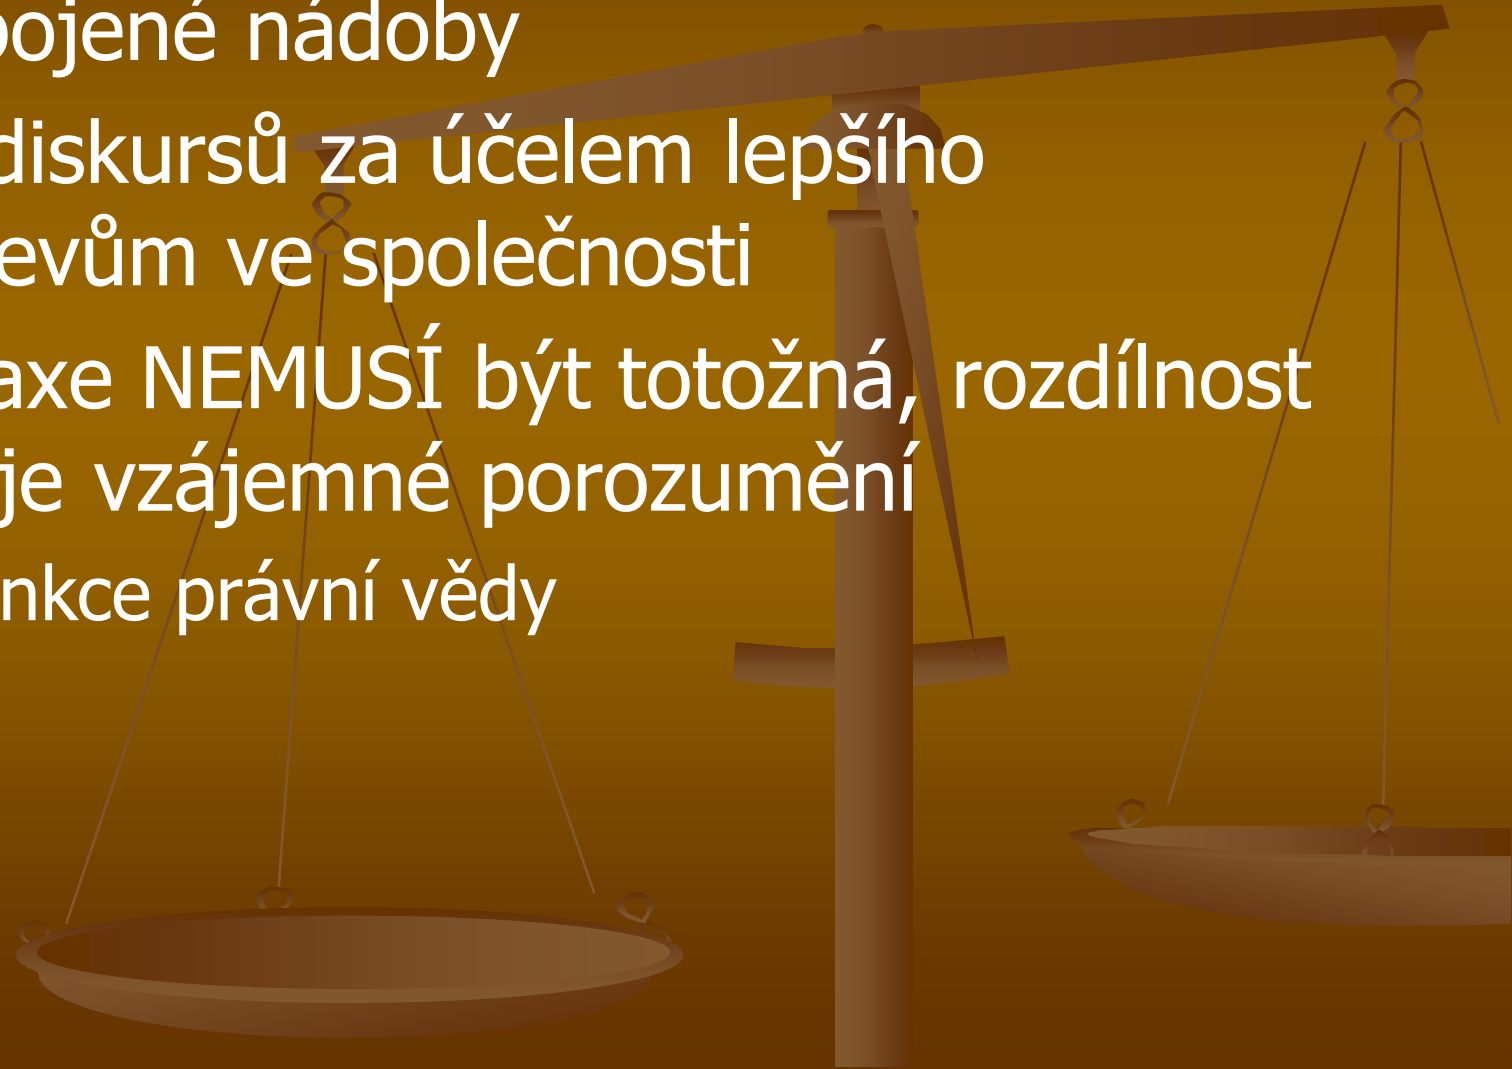 pojené nádoby
diskursů za účelem lepšího
evům ve společnosti
axe NEMUSÍ být totožná, rozdílnost
je vzájemné porozumění
nkce právní vědy